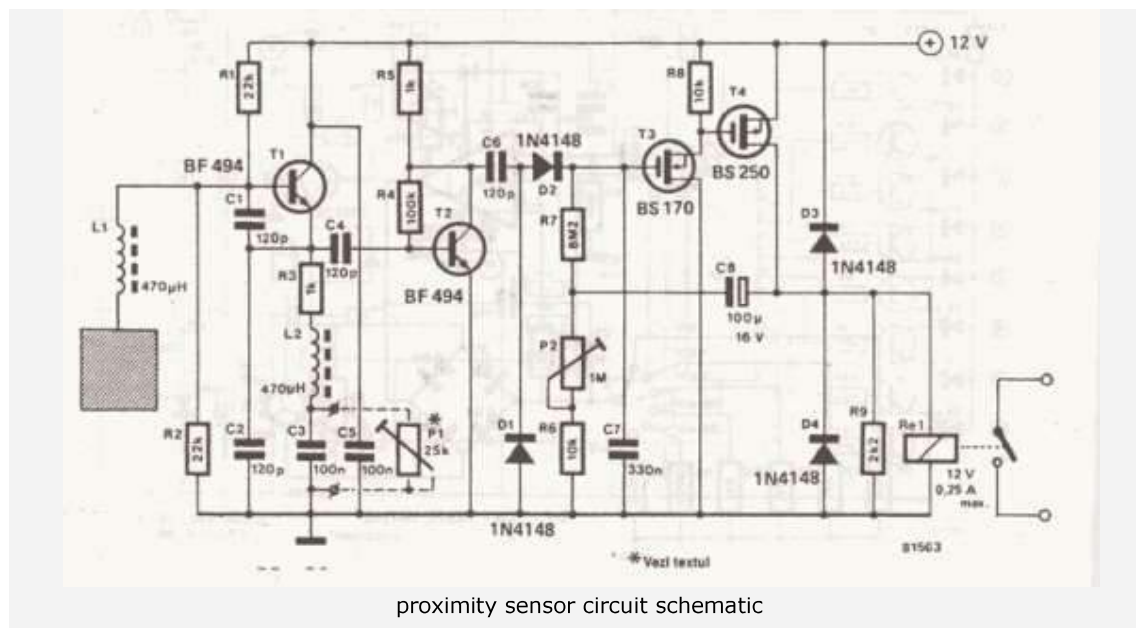 12 V
R1
22k
R5
1k
R8
10k
T4
BF 494
T1
C6
1N4148
T3
120p
D2
BS 250
C1
R4
100k
T2
BS 170
L1
120p
C4
R7
8M2
D3
R3
1k
120p
1N4148
470µH
BF 494
C8
L2
100µ
16 V
P2
1M
470µH
*
R9
R2
22k
C2
C3
C5
P1
25k
D1
R6
10k
C7
D4
2k2
Re1
120p
100n
100n
330n
1N4148
12 V
0,25 A
max.
1N4148
81563
* Vezi textul
proximity sensor circuit schematic